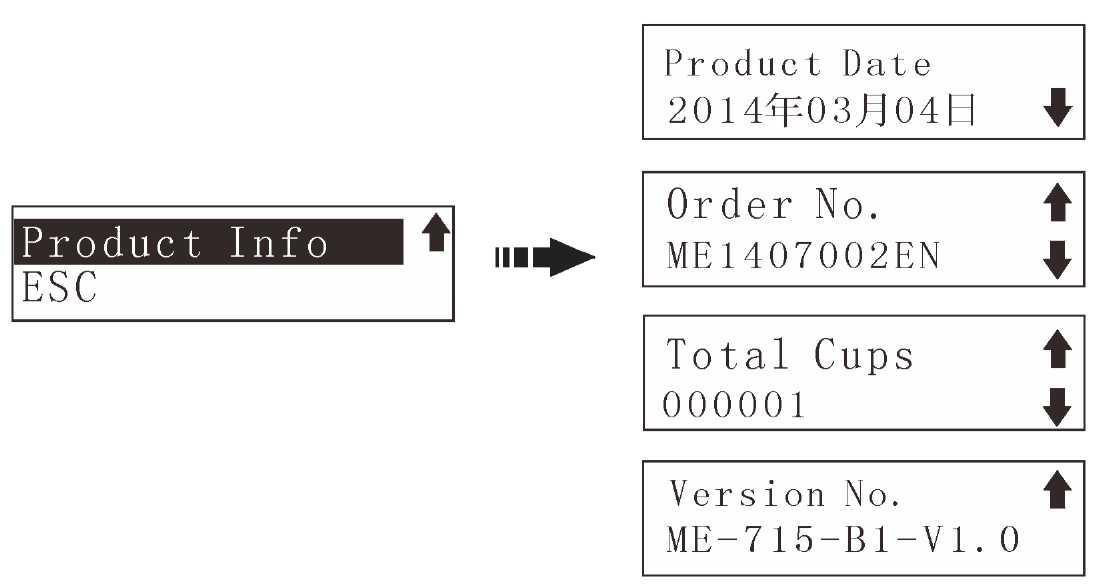 Product Info
ESC
Product Date
2014年03月04日
Order No.
ME1407002EN
Total Cups
000001
Version No.
ME-715-B1-V1.0